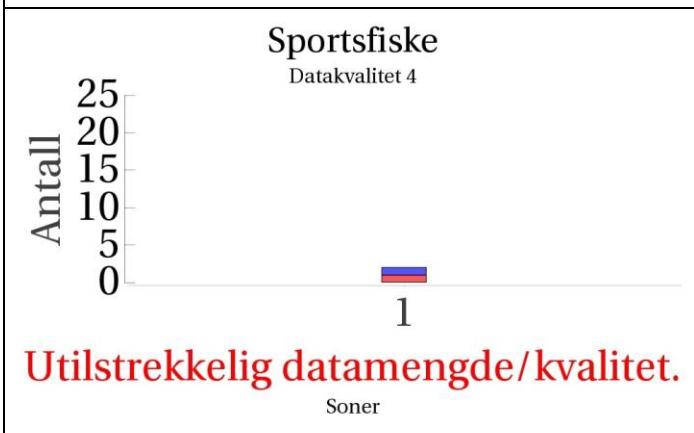 Sportsfiske
Datakvalitet 4
25
20
15
10
5
0
Antall
1
Utilstrekkelig datamengde/kvalitet.
Soner